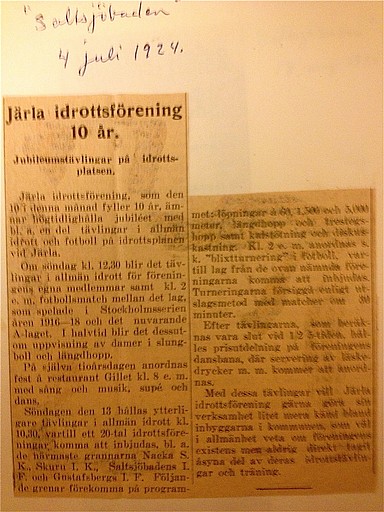 "Saltsjöbaden"
4 juli 1924.
Järla idrottsförening
10 år.
Jubileumstävlingar på idrotts-
platsen.
Järla idrottsförening, som den
10 i denna månad fyller 10 år, äm-
nar högtidlighålla jubiléet med
bl. a. en del tävlingar i allmän
idrott och fotboll på idrottsplanen
vid Järla.
Om söndag kl. 12,30 blir det täv-
lingar i allmän idrott för förenin-
gens egna medlemmar samt kl. 2
e. m. fotbollsmatch mellan det lag,
som spelade i Stockholmsserien
åren 1916—18 och det nuvarande
A-laget. I halvtid blir det dessut-
om uppvisning av damer i slung-
boll och längdhopp.
På själva tioårsdagen anordnas
fest å restaurant Gillet kl. 8 e. m.
med sång och musik, supé och
dans.
Söndagen den 13 hållas ytterli-
gare tävlingar i allmän idrott kl.
10,30, vartill ett 20-tal idrottsföre-
ningar komma att inbjudas, bl. a.
de närmaste grannarna Nacka S.
K., Skuru I. K., Saltsjöbadens I.
F. och Gustafsbergs I. F. Följan-
de grenar förekomma på program-
met: löpningar å 60, 1,500 och 5,000
meter, längdhopp och trestegs-
hopp samt kulstötning och diskus-
kastning. Kl. 2 e. m. anordnas s.
k. "blixtturnering" i fotboll, var-
till lag från de ovan nämnda före-
ningarna komma att inbjudas.
Turneringarna försiggå enligt ut-
slagsmetod med matcher om 30
minuter.
Efter tävlingarna, som beräk-
nas vara slut vid 1/2 5-tiden, hål-
les prisutdelning på föreningens
dansbana, där servering av läske-
drycker m. m. kommer att anord-
nas.
Med dessa tävlingar vill Järla
idrottsförening gärna göra sin
verksamhet litet mera känd bland
inbyggarna i kommunen, som väl
i allmänhet veta om föreningens
existens men aldrig direkt tagit
åsyna del av deras idrottstävlin-
gar och träning.